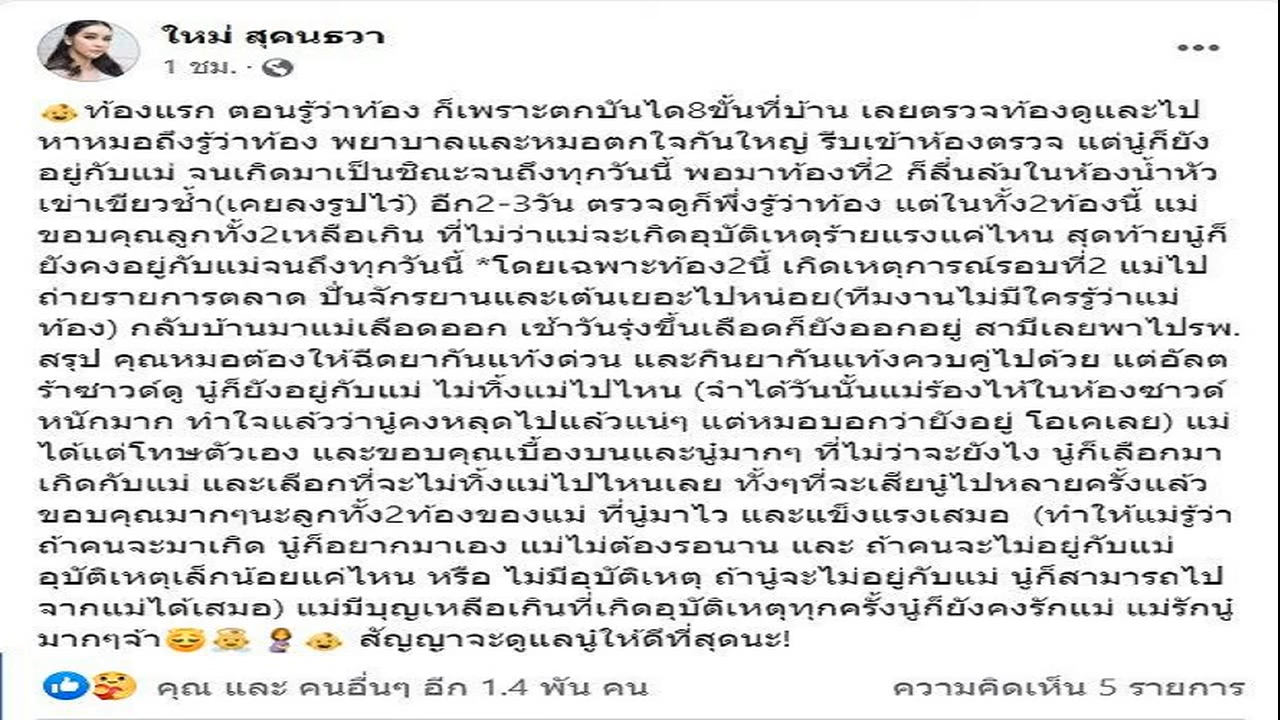 ใหม่ สุคนธวา
1 ชม. ·
👶ท้องแรก ตอนรู้ว่าท้อง ก็เพราะตกบันได8ขั้นที่บ้าน เลยตรวจท้องดูและไป
หาหมอถึงรู้ว่าท้อง พยาบาลและหมอตกใจกันใหญ่ รีบเข้าห้องตรวจ แต่นู๋ก็ยัง
อยู่กับแม่ จนเกิดมาเป็นชิณะจนถึงทุกวันนี้ พอมาท้องที่2 ก็ลื่นล้มในห้องน้ำหัว
เข่าเขียวช้ำ(เคยลงรูปไว้) อีก2-3วัน ตรวจดูก็พึ่งรู้ว่าท้อง แต่ในทั้ง2ท้องนี้ แม่
ขอบคุณลูกทั้ง2เหลือเกิน ที่ไม่ว่าแม่จะเกิดอุบัติเหตุร้ายแรงแค่ไหน สุดท้ายนู๋ก็
ยังคงอยู่กับแม่จนถึงทุกวันนี้ *โดยเฉพาะท้อง2นี้ เกิดเหตุการณ์รอบที่2 แม่ไป
ถ่ายรายการตลาด ปั่นจักรยานและเต้นเยอะไปหน่อย(ทีมงานไม่มีใครรู้ว่าแม่
ท้อง) กลับบ้านมาแม่เลือดออก เช้าวันรุ่งขึ้นเลือดก็ยังออกอยู่ สามีเลยพาไปรพ.
สรุป คุณหมอต้องให้ฉีดยากันแท้งด่วน และกินยากันแท้งควบคู่ไปด้วย แต่อัลต
ร้าซาวด์ดู นู๋ก็ยังอยู่กับแม่ ไม่ทิ้งแม่ไปไหน (จำได้วันนั้นแม่ร้องไห้ในห้องซาวด์
หนักมาก ทำใจแล้วว่านู๋คงหลุดไปแล้วแน่ๆ แต่หมอบอกว่ายังอยู่ โอเคเลย) แม่
ได้แต่โทษตัวเอง และขอบคุณเบื้องบนและนู๋มากๆ ที่ไม่ว่าจะยังไง นู๋ก็เลือกมา
เกิดกับแม่ และเลือกที่จะไม่ทิ้งแม่ไปไหนเลย ทั้งๆที่จะเสียนู๋ไปหลายครั้งแล้ว
ขอบคุณมากๆนะลูกทั้ง2ท้องของแม่ ที่นู๋มาไว และแข็งแรงเสมอ (ทำให้แม่รู้ว่า
ถ้าคนจะมาเกิด นู๋ก็อยากมาเอง แม่ไม่ต้องรอนาน และ ถ้าคนจะไม่อยู่กับแม่
อุบัติเหตุเล็กน้อยแค่ไหน หรือ ไม่มีอุบัติเหตุ ถ้านู๋จะไม่อยู่กับแม่ นู๋ก็สามารถไป
จากแม่ได้เสมอ) แม่มีบุญเหลือเกินที่เกิดอุบัติเหตุทุกครั้งนู๋ก็ยังคงรักแม่ แม่รักนู๋
มากๆจ้า😌👼🤱👶 สัญญาจะดูแลนู๋ให้ดีที่สุดนะ!
คุณ และ คนอื่นๆ อีก 1.4 พัน คน ความคิดเห็น 5 รายการ